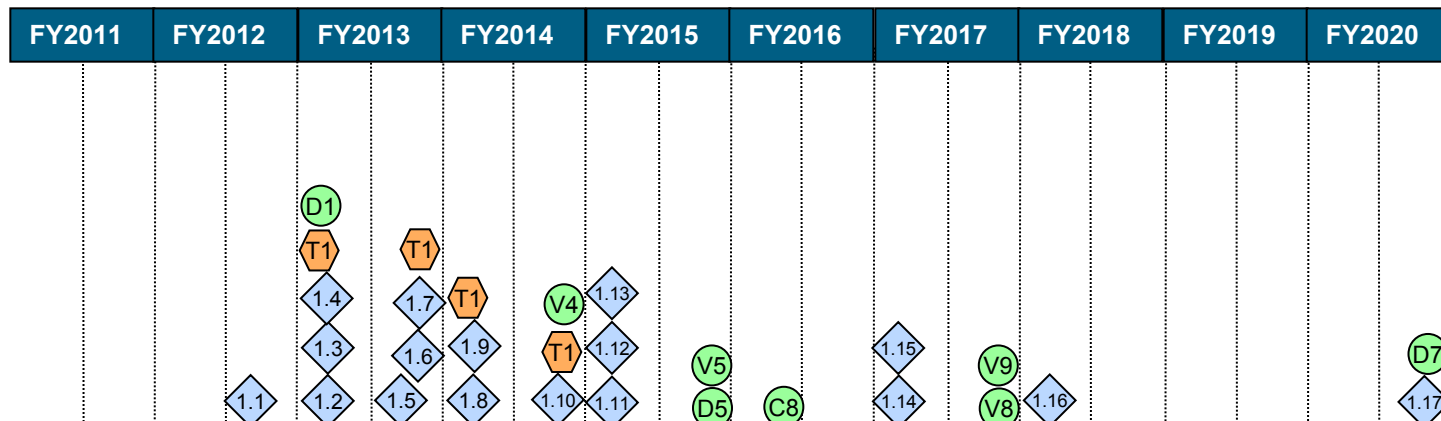 FY2011 FY2012 FY2013 FY2014 FY2015 FY2016 FY2017 FY2018 FY2019 FY2020
D1
T1 T1
1.4 1.7 T1 V4 1.13
1.3 1.6 1.9 T1 1.12 V5 1.15 V9 D7
1.1 1.2 1.5 1.8 1.10 1.11 D5 C8 1.14 V8 1.16 1.17